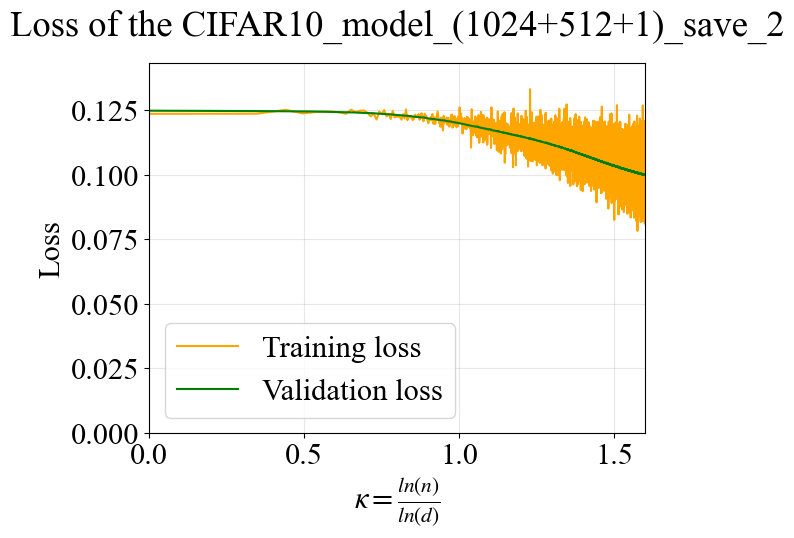 Loss of the CIFAR10_model_(1024+512+1)_save_2
0.125
0.100
0.075
0.050
0.025
0.000
Loss
Training loss
Validation loss
0.0 0.5 1.0 1.5
κ = ln(n)/ln(d)